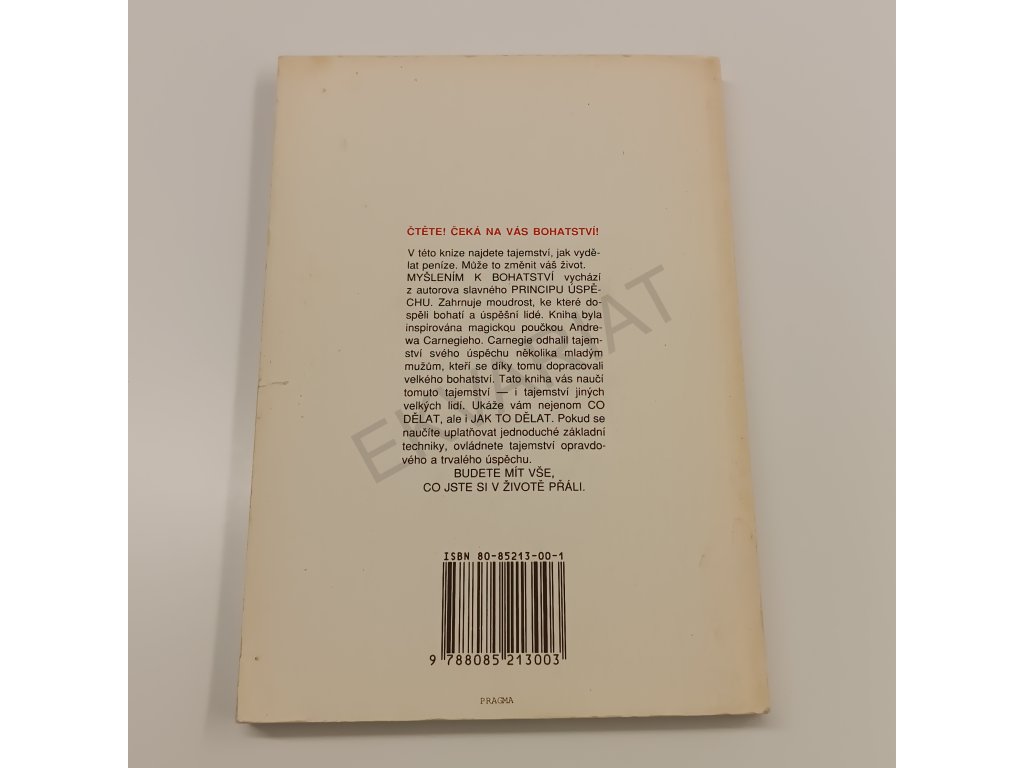 ČTĚTE! ČEKÁ NA VÁS BOHATSTVÍ!
V této knize najdete tajemství, jak vydě-
lat peníze. Může to změnit váš život.
MYŠLENÍM K BOHATSTVÍ vychází
z autorova slavného PRINCIPU ÚSPĚ-
CHU. Zahrnuje moudrost, ke které do-
spěli bohatí a úspěšní lidé. Kniha byla
inspirována magickou poučkou Andre-
wa Carnegieho. Carnegie odhalil tajem-
ství svého úspěchu několika mladým
mužům, kteří se díky tomu dopracovali
velkého bohatství. Tato kniha vás naučí
tomuto tajemství — i tajemství jiných
velkých lidí. Ukáže vám nejenom CO
DĚLAT, ale i JAK TO DĚLAT. Pokud se
naučíte uplatňovat jednoduché základní
techniky, ovládnete tajemství opravdo-
vého a trvalého úspěchu.
BUDETE MÍT VŠE,
CO JSTE SI V ŽIVOTĚ PŘÁLI.
EKVARIAT
ISBN 80-85213-00-1
9 788085 213003
PRAGMA